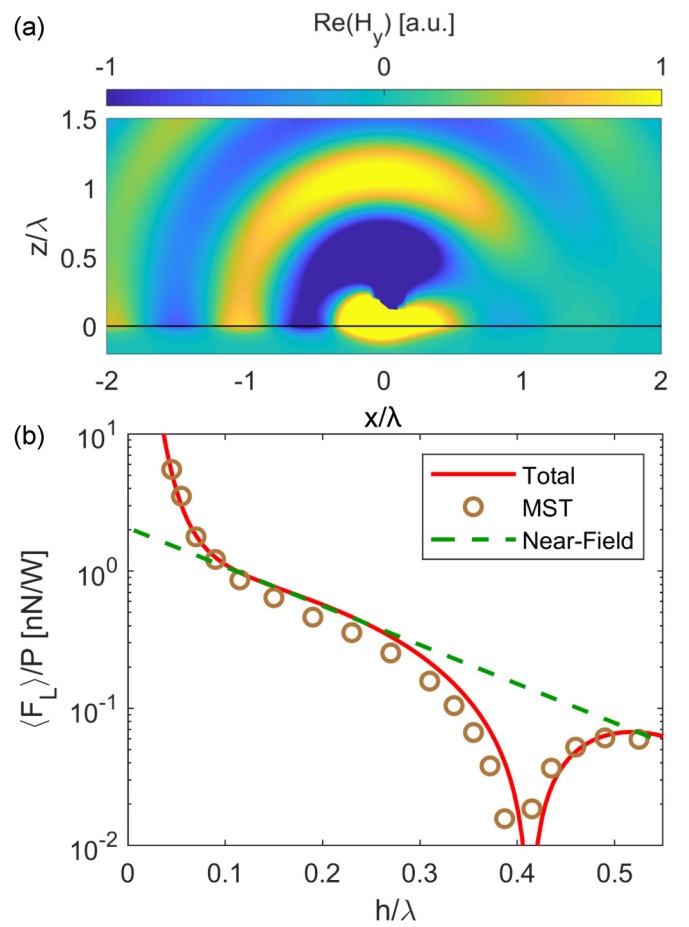 (a)
Re(H_y) [a.u.]
-1 0 1
1.5
1
0.5
0
z/λ
-2 -1 0 1 2
x/λ
(b)
10^1
10^0
10^-1
10^-2
⟨F_L⟩/P [nN/W]
Total
MST
Near-Field
0 0.1 0.2 0.3 0.4 0.5
h/λ